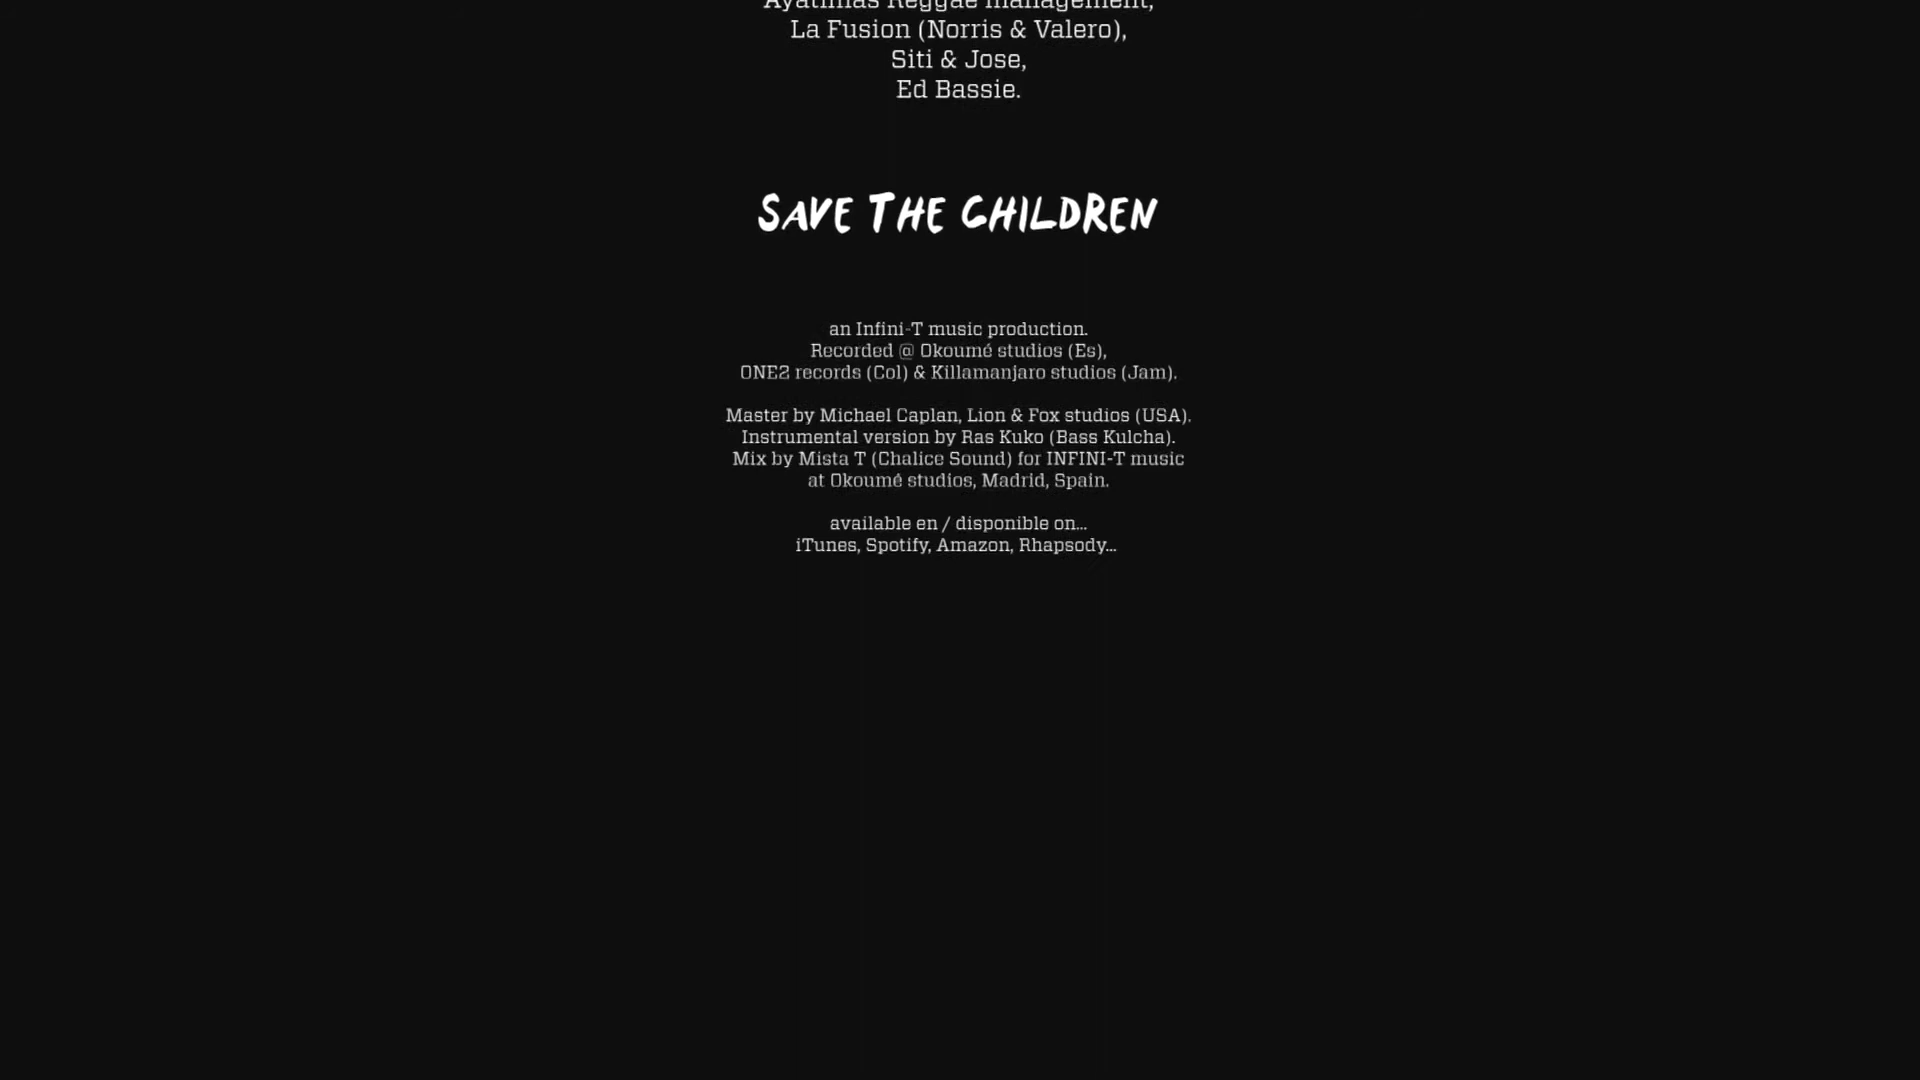 Ayatinias Reggae management,
La Fusion (Norris & Valero),
Siti & Jose,
Ed Bassie.
SAVE THE CHILDREN
an Infini-T music production.
Recorded @ Okoumé studios (Es),
ONE2 records (Col) & Killamanjaro studios (Jam).
Master by Michael Caplan, Lion & Fox studios (USA).
Instrumental version by Ras Kuko (Bass Kulcha).
Mix by Mista T (Chalice Sound) for INFINI-T music
at Okoumé studios, Madrid, Spain.
available en / disponible on...
iTunes, Spotify, Amazon, Rhapsody...